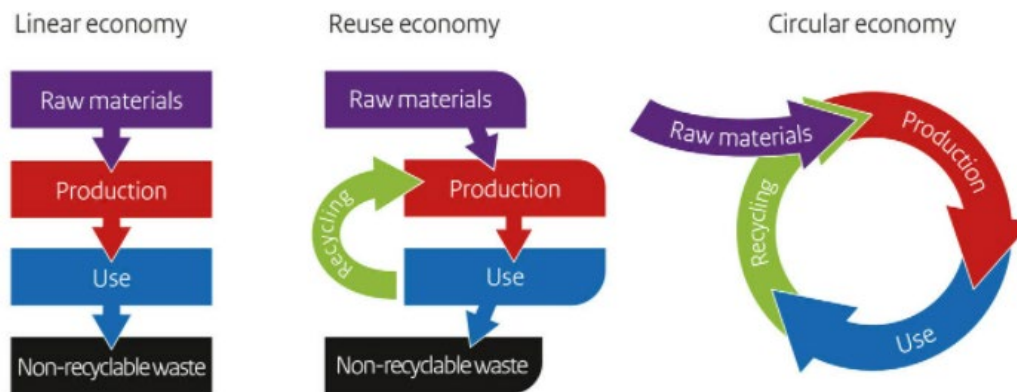 Linear economy
Raw materials
Production
Use
Non-recyclable waste
Reuse economy
Raw materials
Production
Recycling
Use
Non-recyclable waste
Circular economy
Raw materials
Production
Use
Recycling